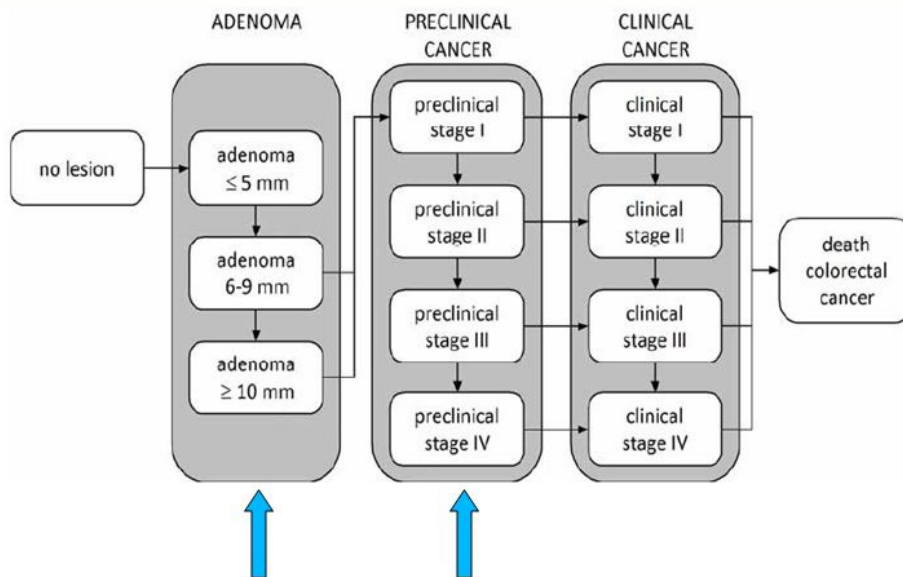 ADENOMA
PRECLINICAL
CANCER
CLINICAL
CANCER
no lesion
adenoma
≤ 5 mm
adenoma
6-9 mm
adenoma
≥ 10 mm
preclinical
stage I
preclinical
stage II
preclinical
stage III
preclinical
stage IV
clinical
stage I
clinical
stage II
clinical
stage III
clinical
stage IV
death
colorectal
cancer